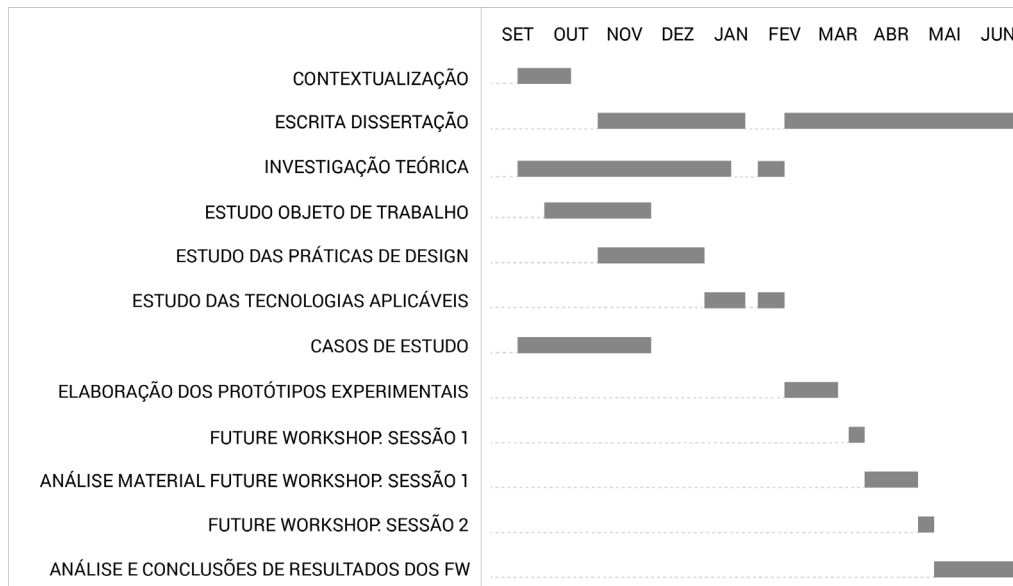 SET OUT NOV DEZ JAN FEV MAR ABR MAI JUN
CONTEXTUALIZAÇÃO
ESCRITA DISSERTAÇÃO
INVESTIGAÇÃO TEÓRICA
ESTUDO OBJETO DE TRABALHO
ESTUDO DAS PRÁTICAS DE DESIGN
ESTUDO DAS TECNOLOGIAS APLICÁVEIS
CASOS DE ESTUDO
ELABORAÇÃO DOS PROTÓTIPOS EXPERIMENTAIS
FUTURE WORKSHOP. SESSÃO 1
ANÁLISE MATERIAL FUTURE WORKSHOP. SESSÃO 1
FUTURE WORKSHOP. SESSÃO 2
ANÁLISE E CONCLUSÕES DE RESULTADOS DOS FW